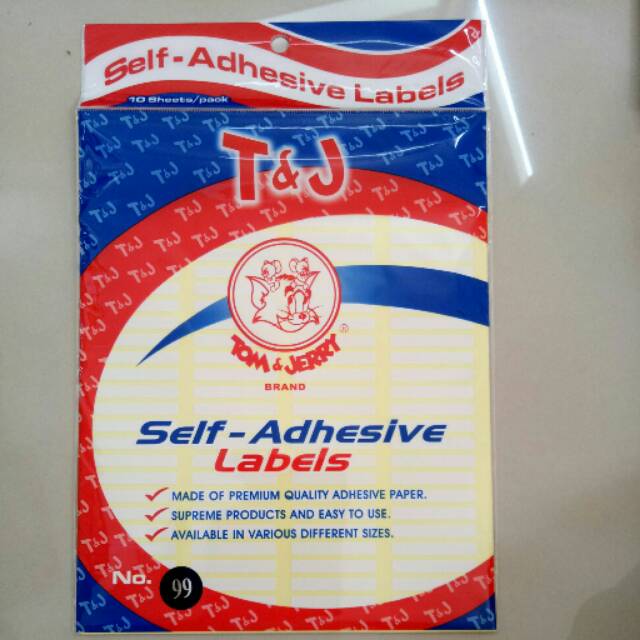 Self-Adhesive Labels
10 Sheets/pack
T&J
TOM & JERRY®
BRAND
Self-Adhesive
Labels
MADE OF PREMIUM QUALITY ADHESIVE PAPER.
SUPREME PRODUCTS AND EASY TO USE.
AVAILABLE IN VARIOUS DIFFERENT SIZES.
No. 99